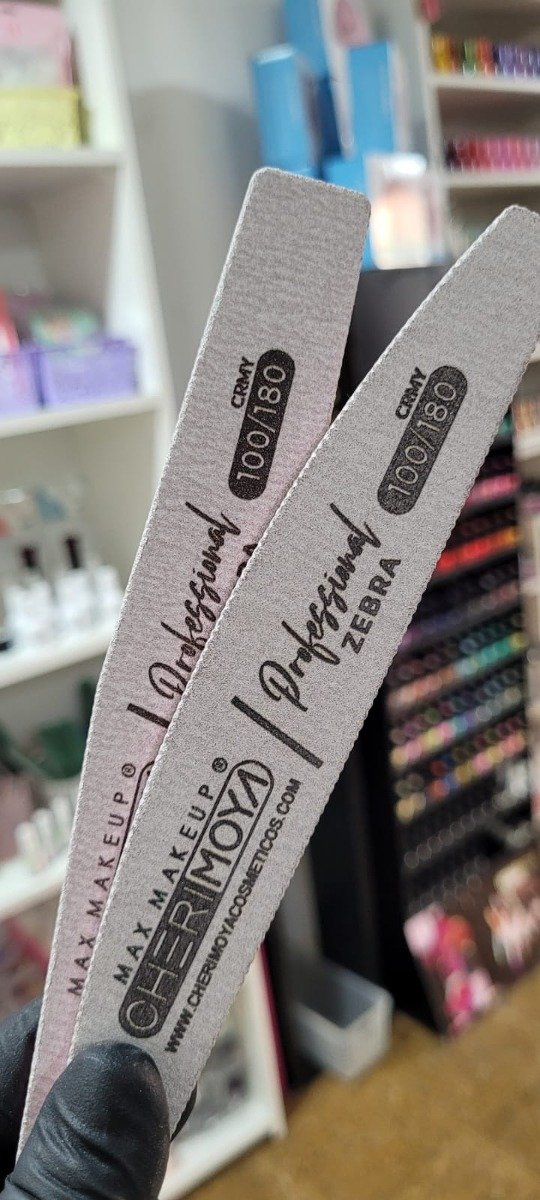 CRMY
100/180
Professional
MAX MAKEUP®
CRMY
100/180
Professional
ZEBRA
MAX MAKEUP®
CHERIMOYA
WWW.CHERIMOYACOSMETICOS.COM